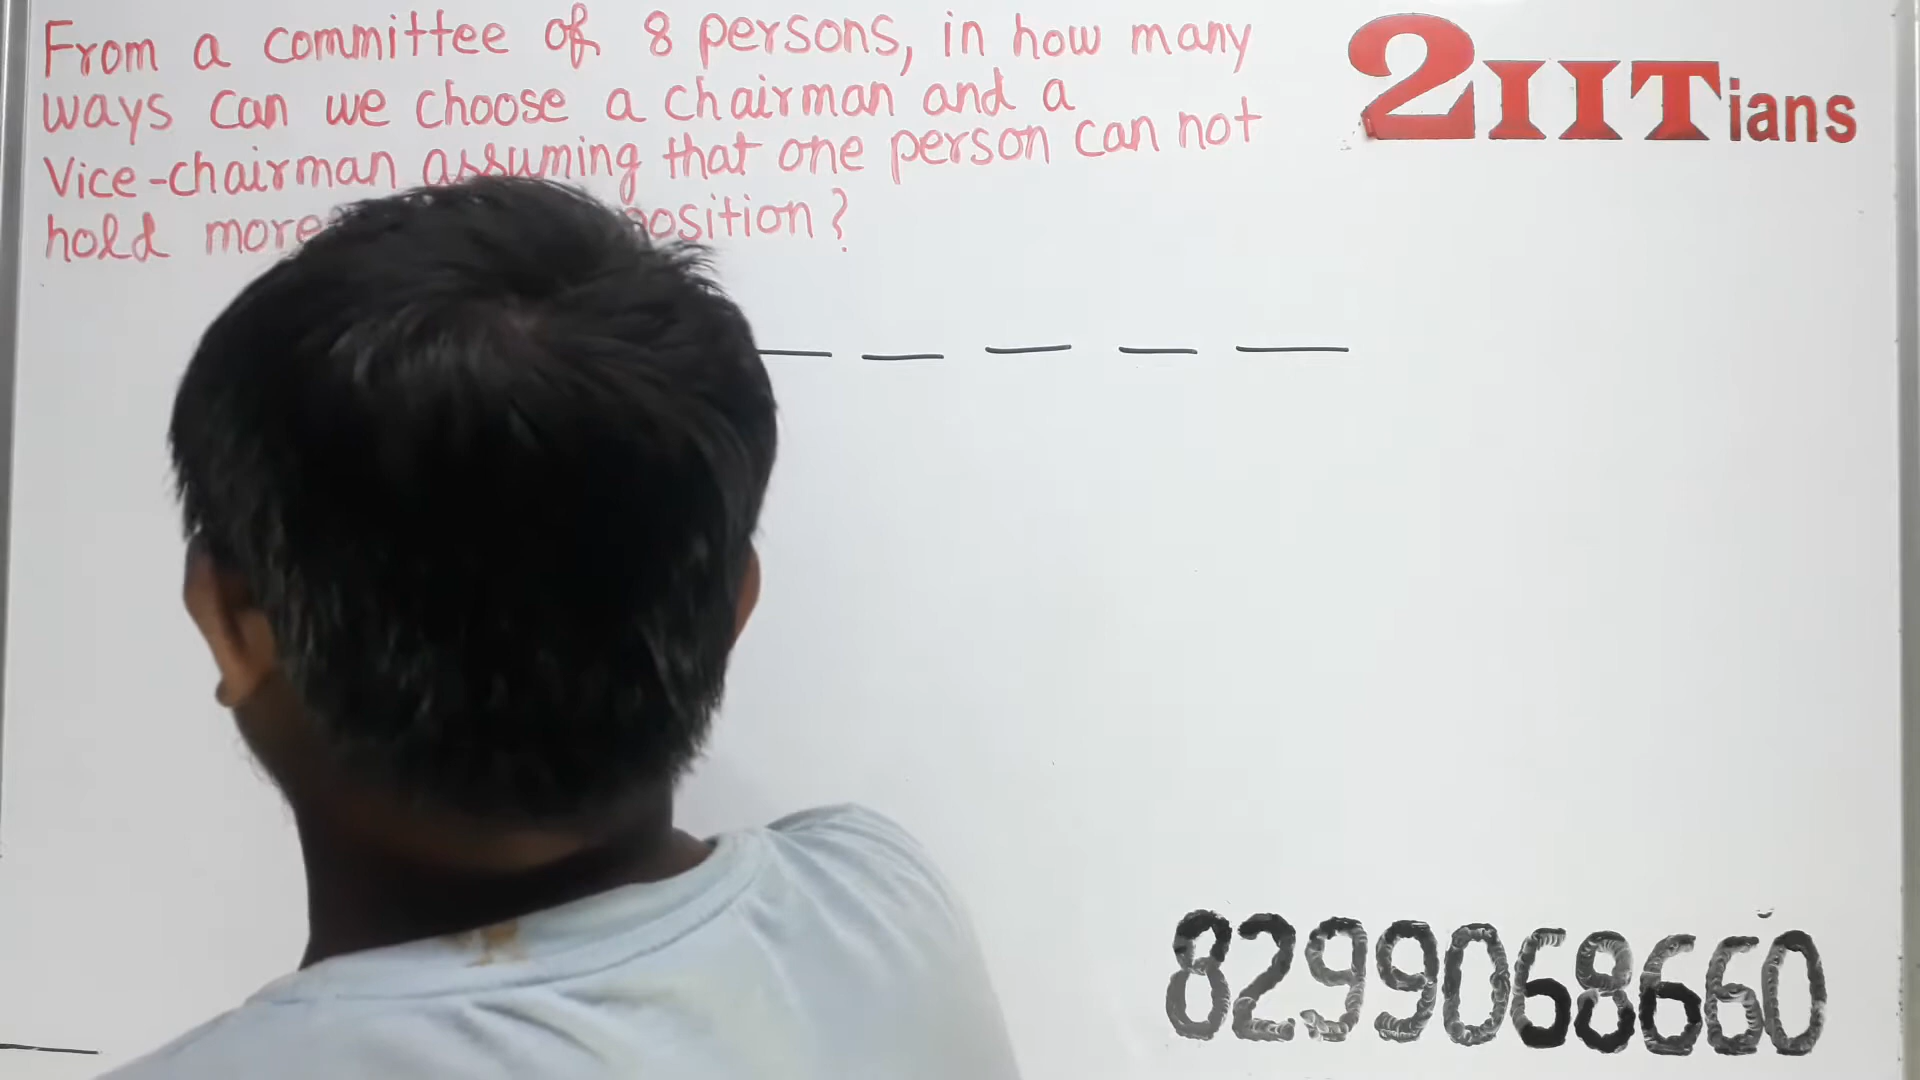 From a committee of 8 persons, in how many
ways can we choose a chairman and a
Vice-chairman assuming that one person can not
hold more position?
2IITians
8299068660